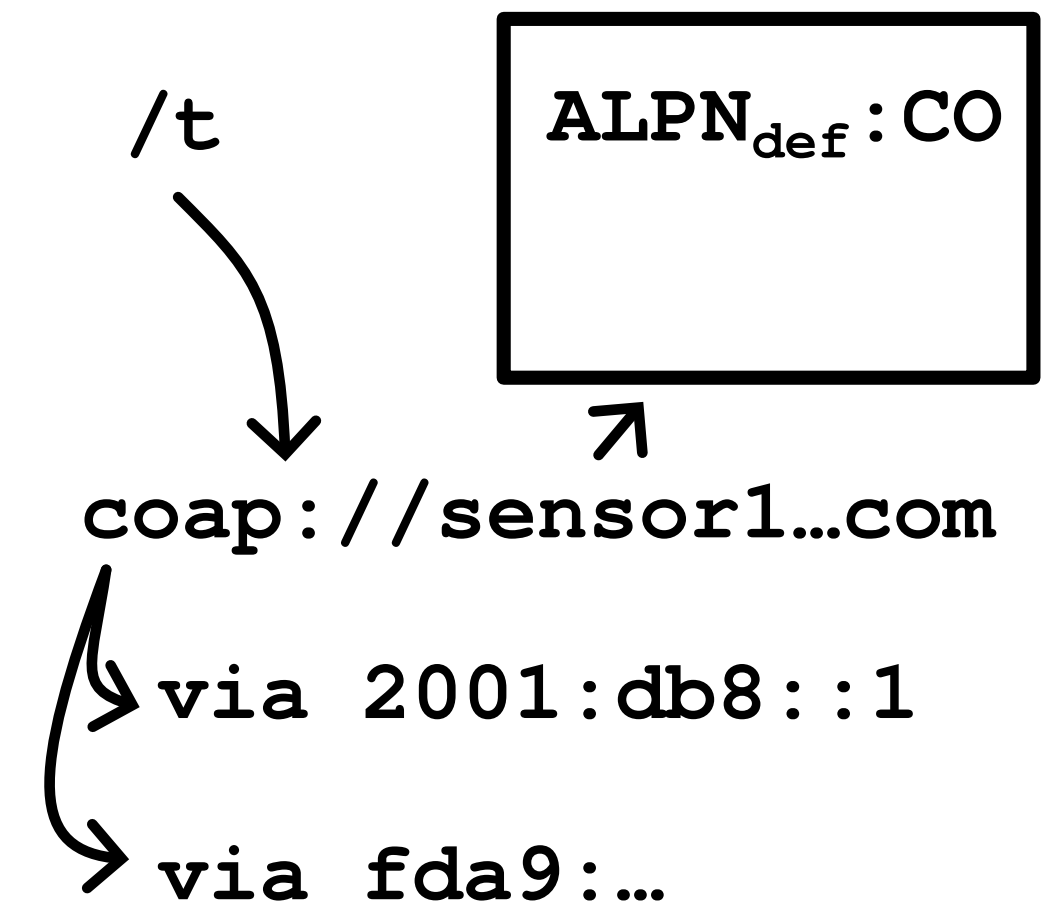 /t
ALPNdef:CO
coap://sensor1…com
via 2001:db8::1
via fda9:…